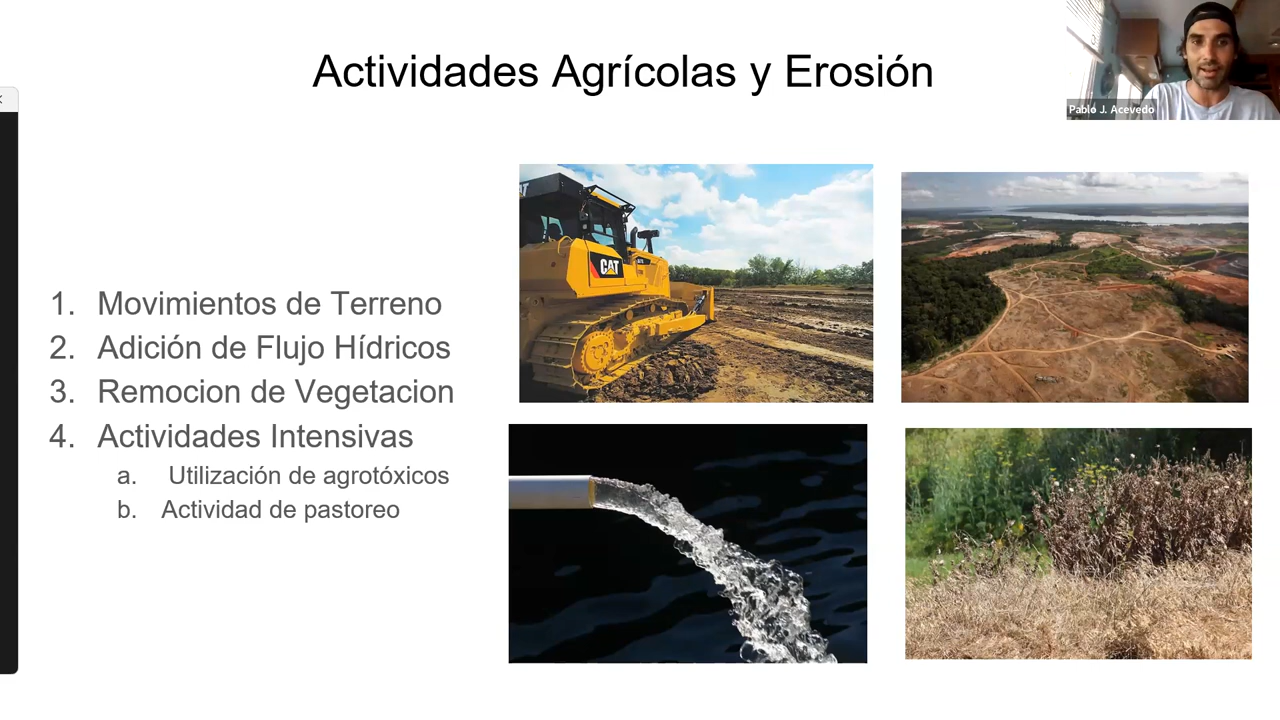 Actividades Agrícolas y Erosión
Pablo J. Acevedo
1. Movimientos de Terreno
2. Adición de Flujo Hídricos
3. Remocion de Vegetacion
4. Actividades Intensivas
a. Utilización de agrotóxicos
b. Actividad de pastoreo
CAT